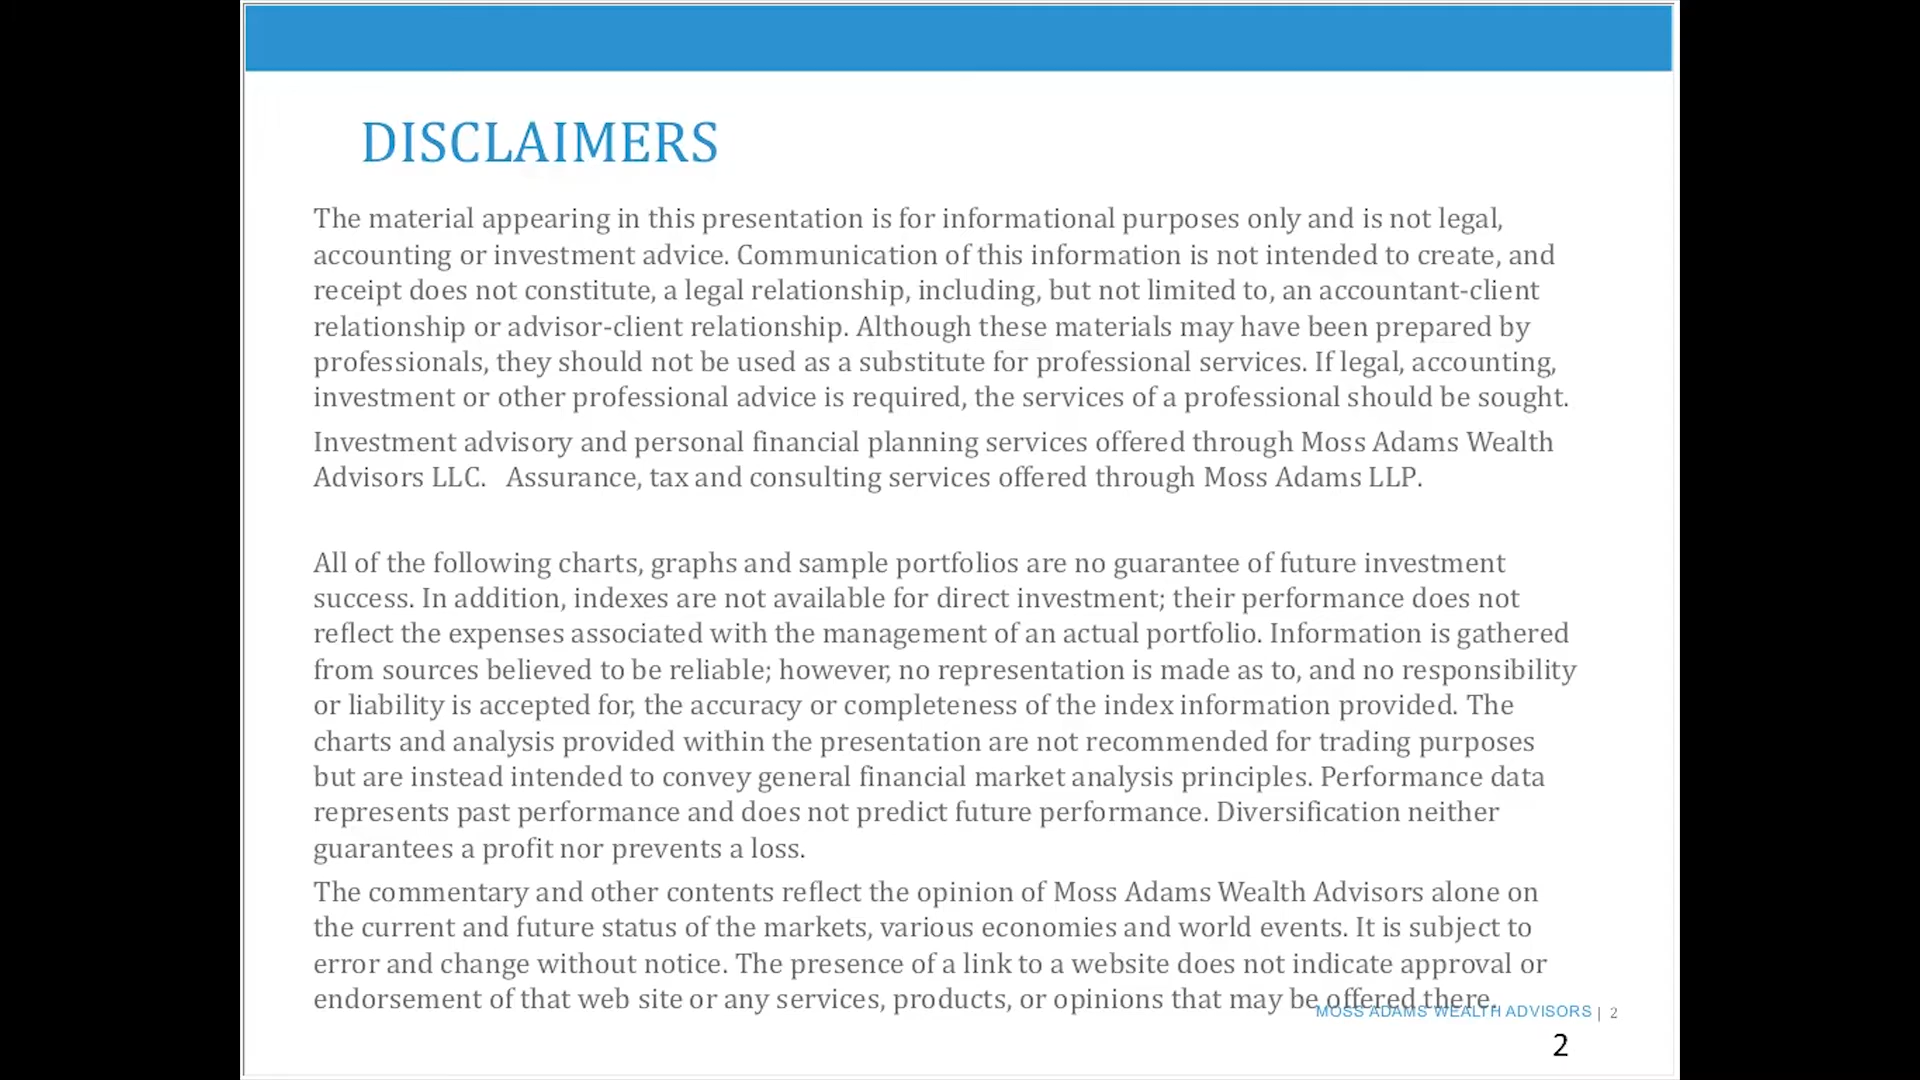 DISCLAIMERS
The material appearing in this presentation is for informational purposes only and is not legal,
accounting or investment advice. Communication of this information is not intended to create, and
receipt does not constitute, a legal relationship, including, but not limited to, an accountant-client
relationship or advisor-client relationship. Although these materials may have been prepared by
professionals, they should not be used as a substitute for professional services. If legal, accounting,
investment or other professional advice is required, the services of a professional should be sought.
Investment advisory and personal financial planning services offered through Moss Adams Wealth
Advisors LLC.   Assurance, tax and consulting services offered through Moss Adams LLP.
All of the following charts, graphs and sample portfolios are no guarantee of future investment
success. In addition, indexes are not available for direct investment; their performance does not
reflect the expenses associated with the management of an actual portfolio. Information is gathered
from sources believed to be reliable; however, no representation is made as to, and no responsibility
or liability is accepted for, the accuracy or completeness of the index information provided. The
charts and analysis provided within the presentation are not recommended for trading purposes
but are instead intended to convey general financial market analysis principles. Performance data
represents past performance and does not predict future performance. Diversification neither
guarantees a profit nor prevents a loss.
The commentary and other contents reflect the opinion of Moss Adams Wealth Advisors alone on
the current and future status of the markets, various economies and world events. It is subject to
error and change without notice. The presence of a link to a website does not indicate approval or
endorsement of that web site or any services, products, or opinions that may be offered there.
MOSS ADAMS WEALTH ADVISORS | 2
2